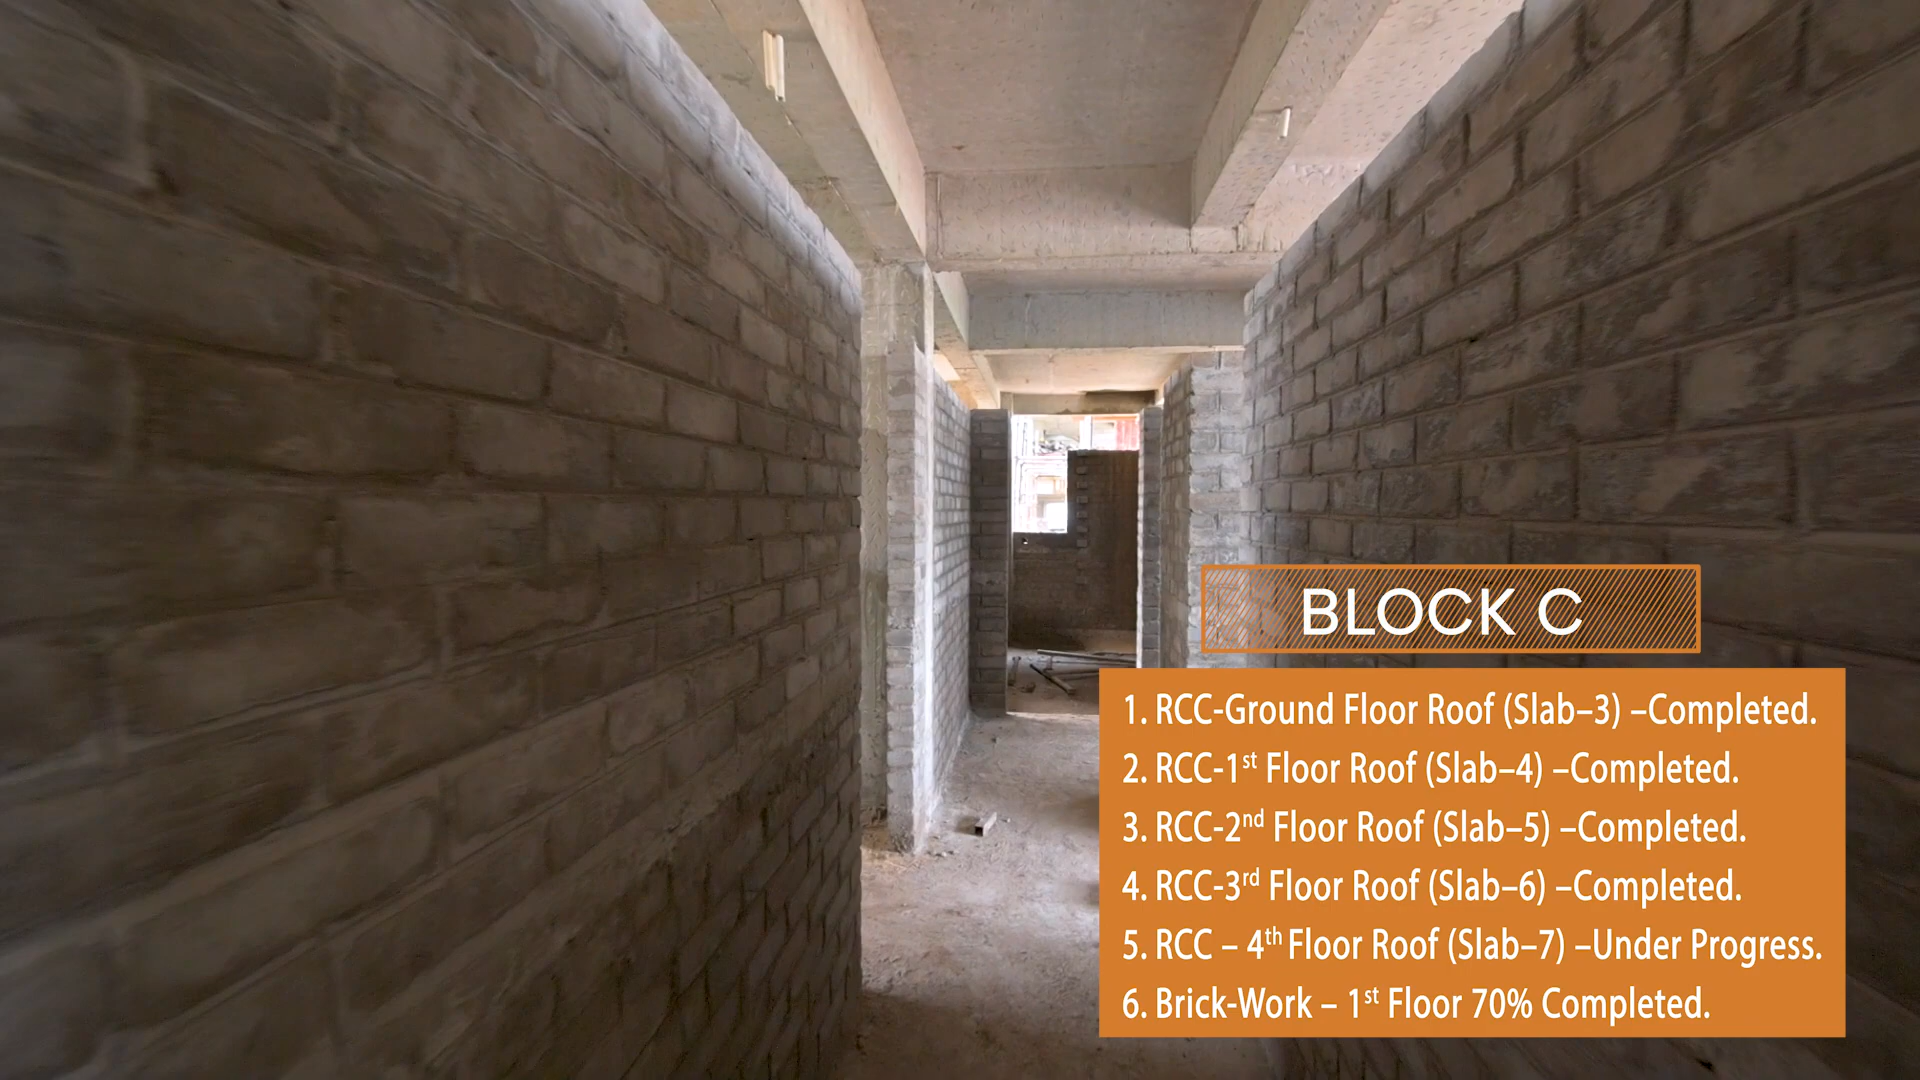 BLOCK C
1. RCC-Ground Floor Roof (Slab–3) –Completed.
2. RCC-1st Floor Roof (Slab–4) –Completed.
3. RCC-2nd Floor Roof (Slab–5) –Completed.
4. RCC-3rd Floor Roof (Slab–6) –Completed.
5. RCC – 4th Floor Roof (Slab–7) –Under Progress.
6. Brick-Work – 1st Floor 70% Completed.